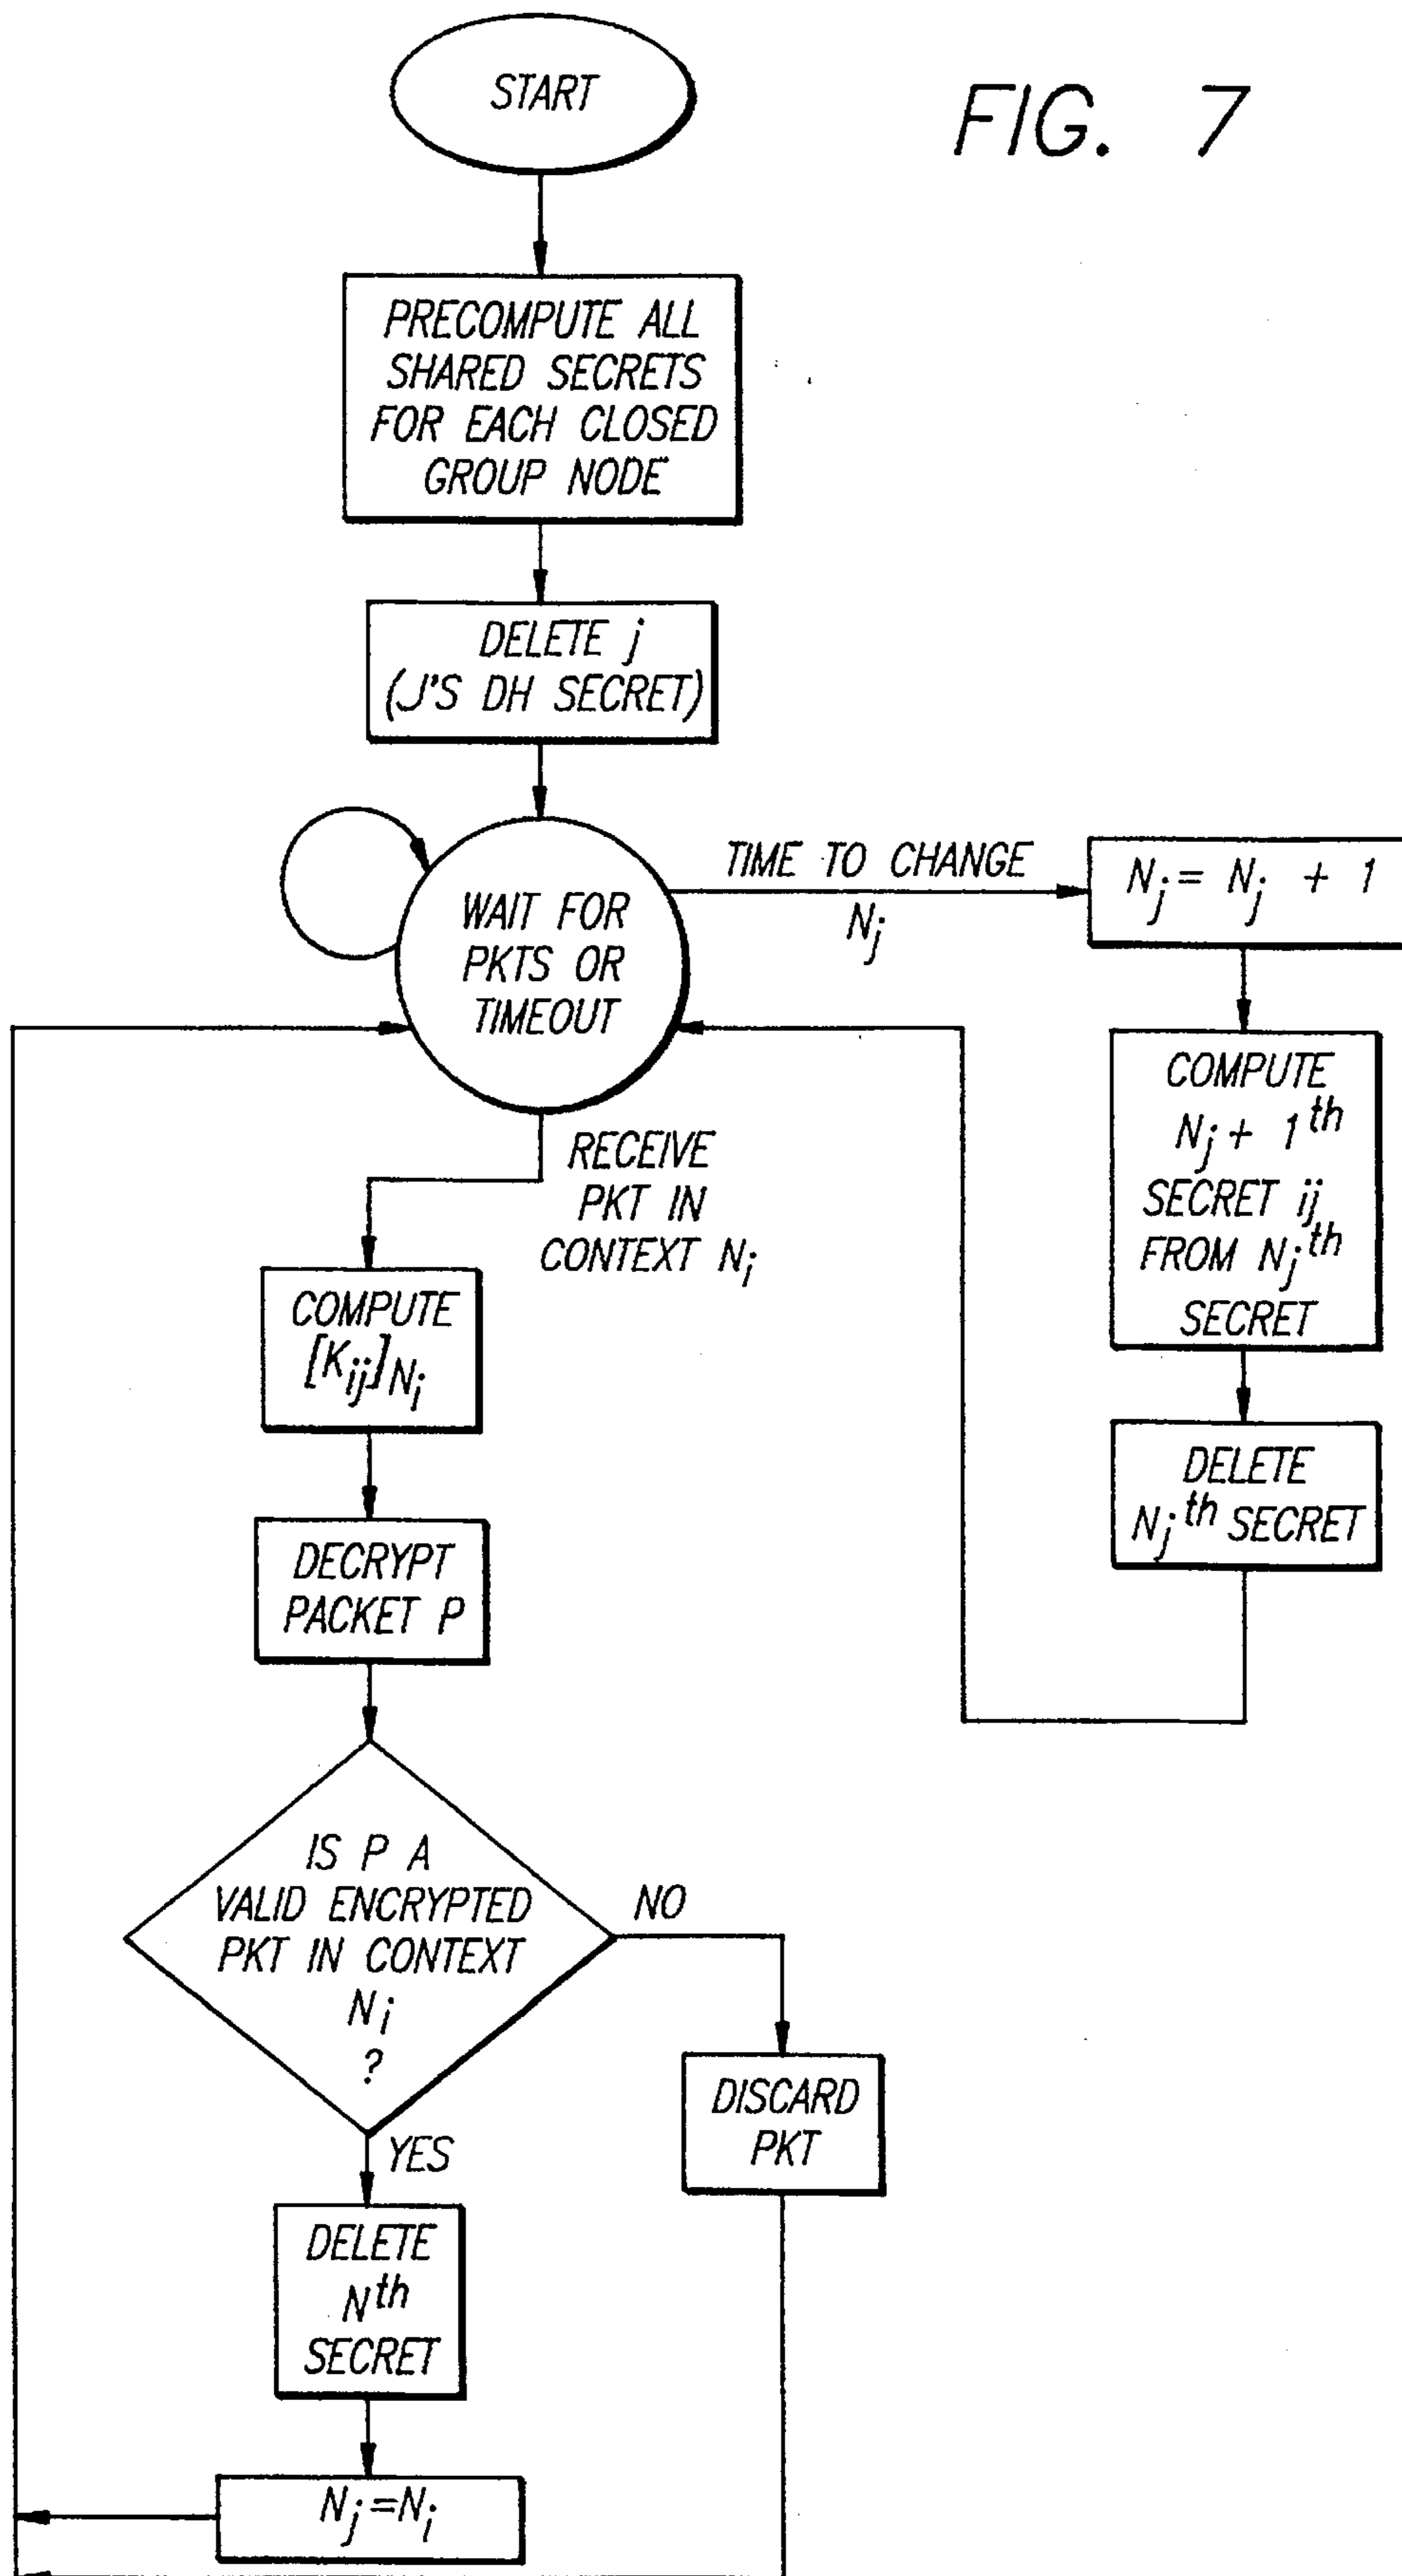 START
FIG. 7
PRECOMPUTE ALL
SHARED SECRETS
FOR EACH CLOSED
GROUP NODE
DELETE j
(J'S DH SECRET)
WAIT FOR
PKTS OR
TIMEOUT
TIME TO CHANGE
Nj
Nj = Nj + 1
COMPUTE
Nj + 1th
SECRET ij
FROM Njth
SECRET
DELETE
Njth SECRET
RECEIVE
PKT IN
CONTEXT Ni
COMPUTE
[Kij]Ni
DECRYPT
PACKET P
IS P A
VALID ENCRYPTED
PKT IN CONTEXT
Ni
?
NO
DISCARD
PKT
YES
DELETE
Nth
SECRET
Nj=Ni